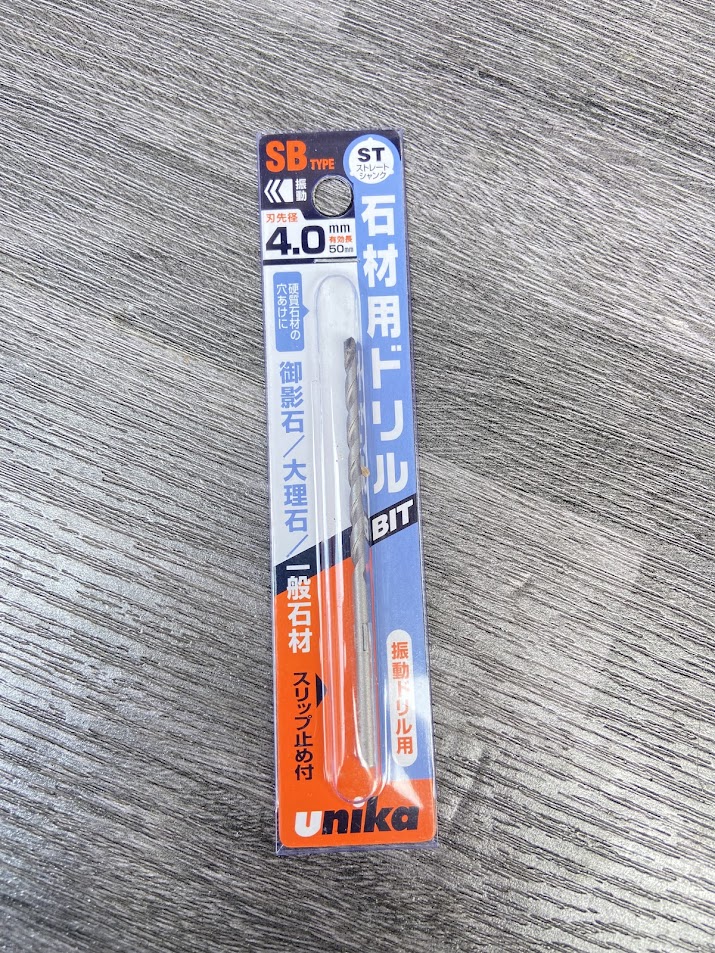 SB TYPE
ST
ストレート
シャンク
振動
刃先径
4.0mm
有効長
50mm
石材用ドリル
BIT
硬質石材の
穴あけに
御影石/大理石/一般石材
スリップ止め付
振動ドリル用
unika